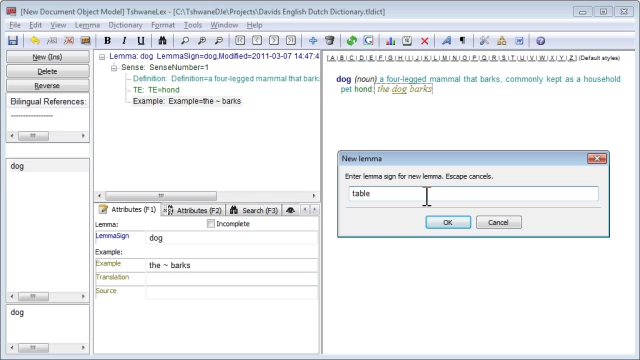 [New Document Object Model] TshwaneLex - [C:\TshwaneDJe\Projects\Davids English Dutch Dictionary.tldict]
File Edit View Lemma Dictionary Format Tools Window Help
B I U
New (Ins)
Delete
Reverse
Bilingual References:
----------------
dog
dog
Lemma: dog LemmaSign=dog,Modified=2011-03-07 14:47:4
Sense: SenseNumber=1
Definition: Definition=a four-legged mammal that bark
TE: TE=hond
Example: Example=the ~ barks
Attributes (F1) Attributes (F2) Search (F3)
Lemma: Incomplete
LemmaSign dog
Example:
Example the ~ barks
Translation
Source
| A | B | C | D | E | F | G | H | I | J | K | L | M | N | O | P | Q | R | S | T | U | V | W | X | Y | Z | (Default styles)
dog (noun) a four-legged mammal that barks, commonly kept as a household
pet hond: the dog barks
New lemma
Enter lemma sign for new lemma. Escape cancels.
table
OK Cancel